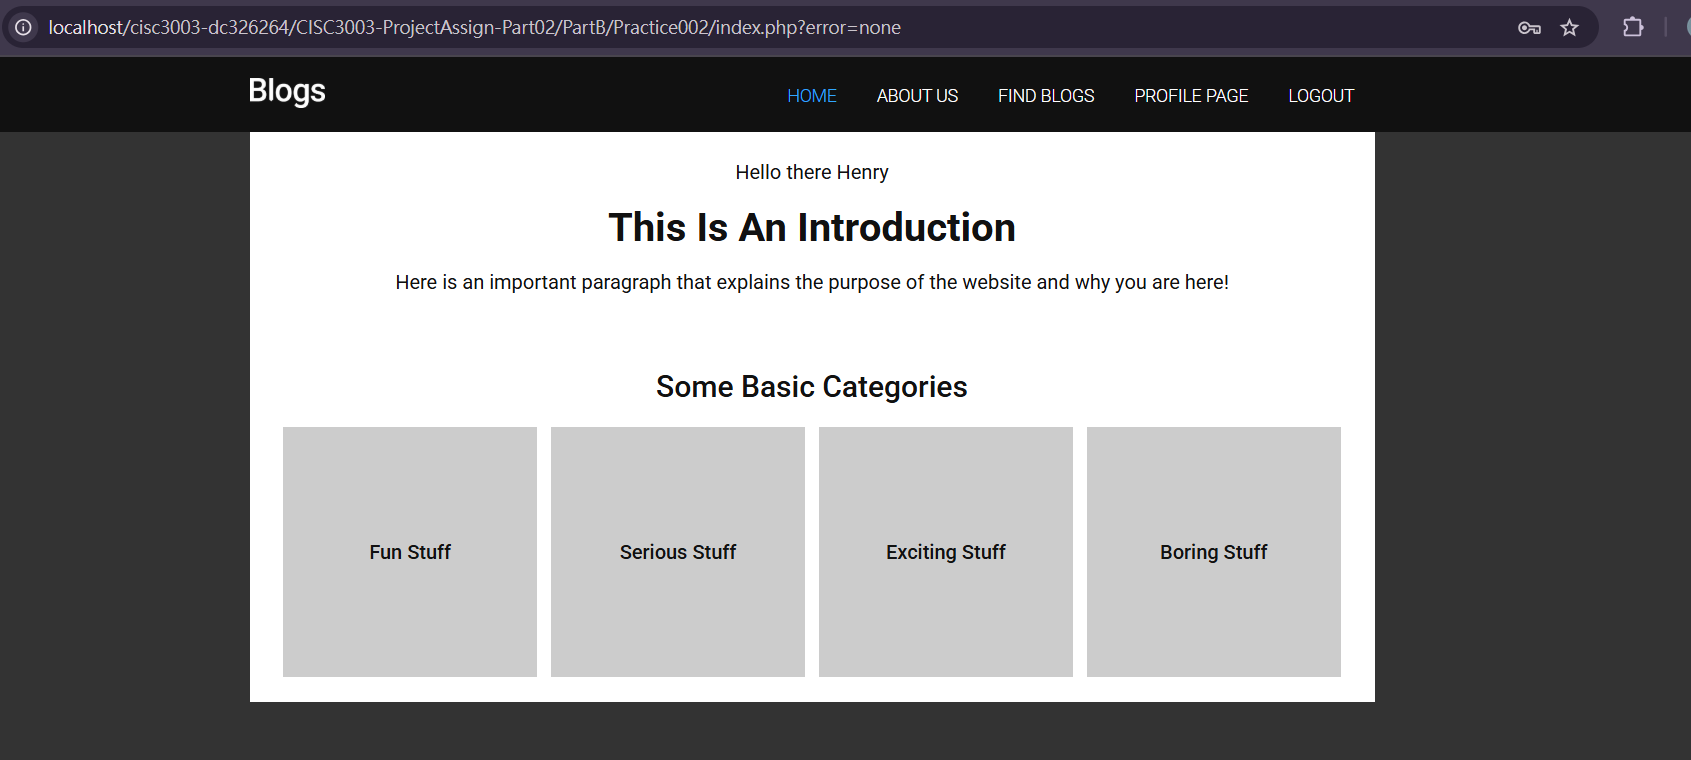 localhost/cisc3003-dc326264/CISC3003-ProjectAssign-Part02/PartB/Practice002/index.php?error=none
Blogs HOME ABOUT US FIND BLOGS PROFILE PAGE LOGOUT
Hello there Henry
This Is An Introduction
Here is an important paragraph that explains the purpose of the website and why you are here!
Some Basic Categories
Fun Stuff Serious Stuff Exciting Stuff Boring Stuff